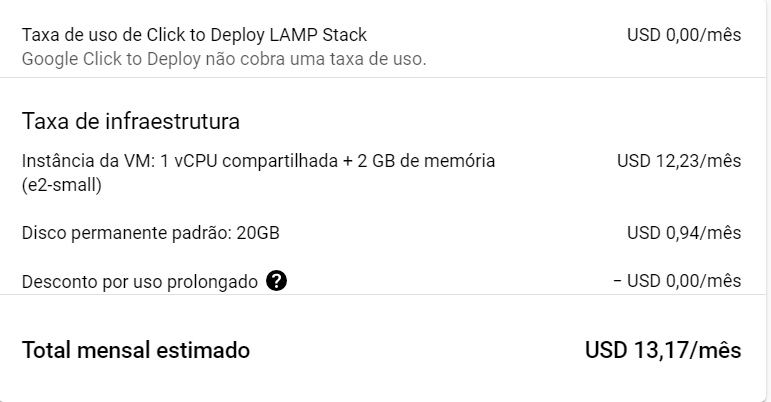 Taxa de uso de Click to Deploy LAMP Stack USD 0,00/mês
Google Click to Deploy não cobra uma taxa de uso.
Taxa de infraestrutura
Instância da VM: 1 vCPU compartilhada + 2 GB de memória USD 12,23/mês
(e2-small)
Disco permanente padrão: 20GB USD 0,94/mês
Desconto por uso prolongado ? − USD 0,00/mês
Total mensal estimado USD 13,17/mês